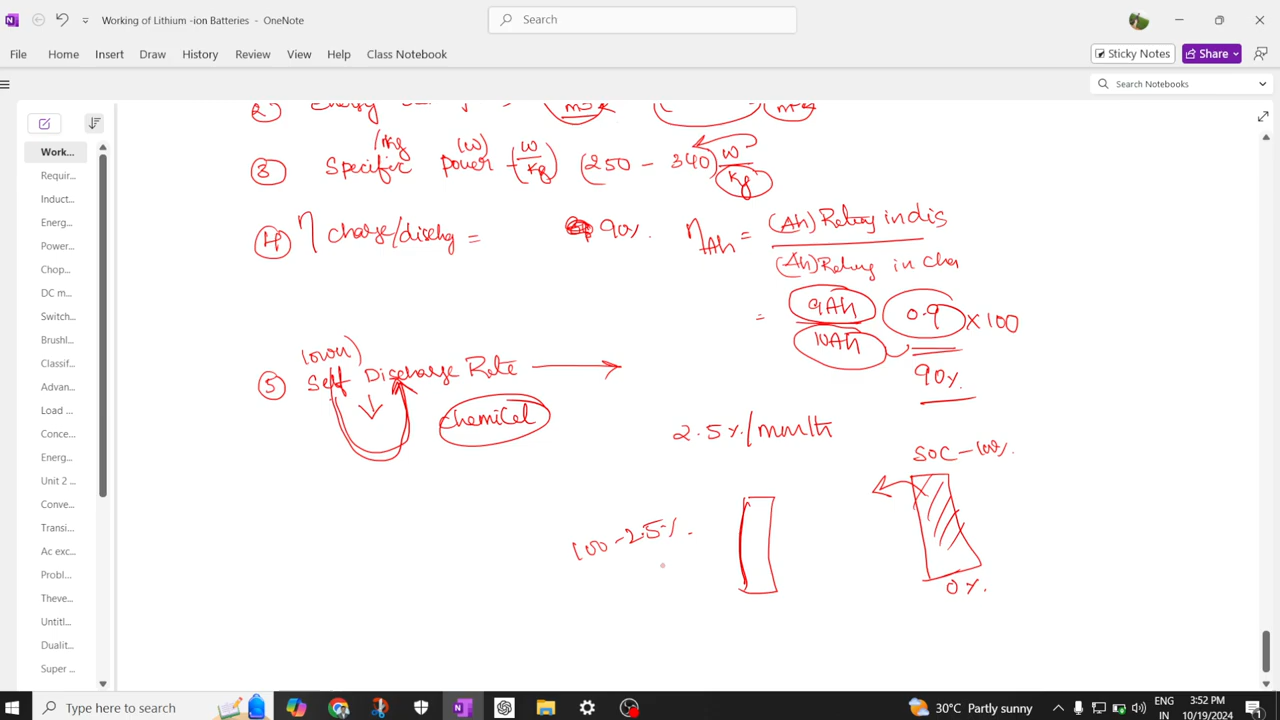 Working of Lithium -ion Batteries - OneNote
Search
File Home Insert Draw History Review View Help Class Notebook
Sticky Notes
Share
Search Notebooks
Work...
Requir...
Induct...
Energ...
Power...
Chop...
DC m...
Switch...
Brushl...
Classif...
Advan...
Load ...
Conce...
Energ...
Unit 2 ...
Conve...
Transi...
Ac exc...
Probl...
Theve...
Untitl...
Dualit...
Super ...
② Energy =
/Kg (W)
③ Specific power - (W/Kg) (250 - 340) W/Kg
④ η charge/dischg = 90%. ηAh = (Ah) Rating in dis
(Ah) Rating in cha
= 9Ah / 10Ah 0.9 × 100
90%.
(own)
⑤ Self Discharge Rate →
chemical
2.5%/month
SOC - 100%.
100 - 2.5%.
0%.
Type here to search
30°C Partly sunny
ENG
IN
3:52 PM
10/19/2024